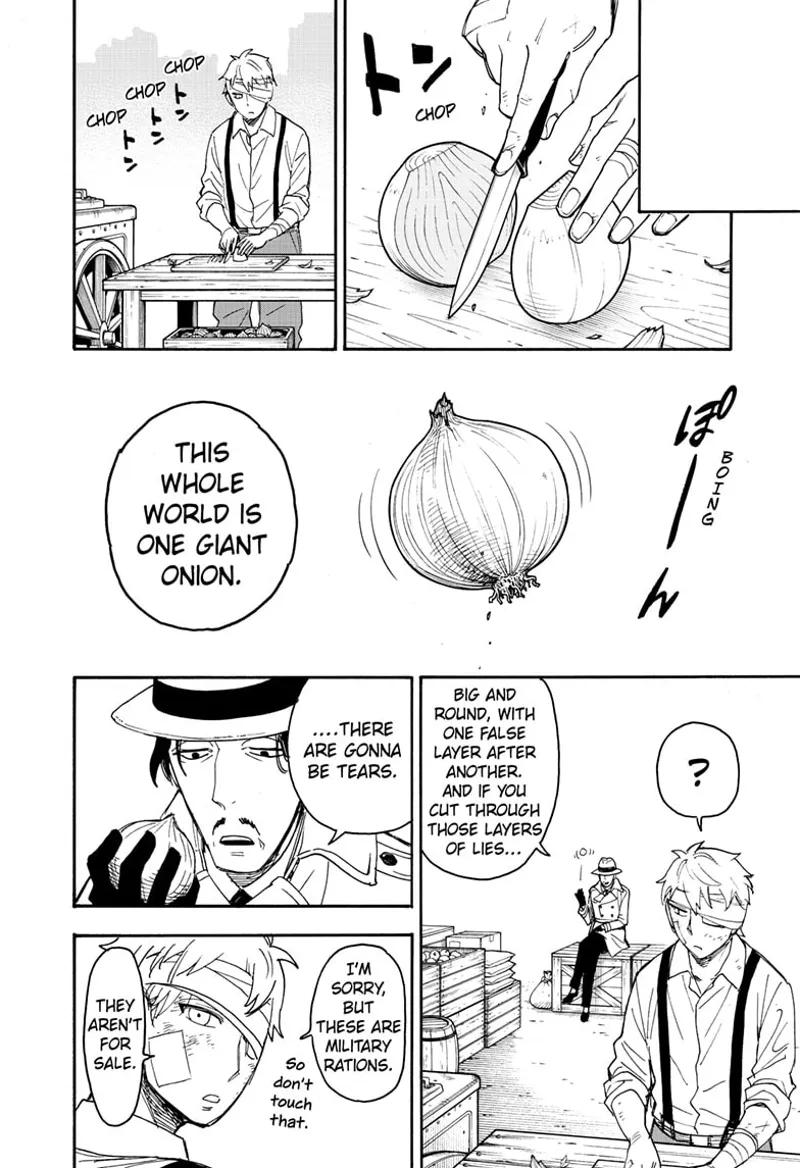 トン
CHOP
CHOP
トン
CHOP
トン
CHOP
ぽーん
BOING
THIS
WHOLE
WORLD IS
ONE GIANT
ONION.
?
BIG AND
ROUND, WITH
ONE FALSE
LAYER AFTER
ANOTHER.
AND IF YOU
CUT THROUGH
THOSE LAYERS
OF LIES...
....THERE
ARE GONNA
BE TEARS.
I'M
SORRY,
BUT
THESE ARE
MILITARY
RATIONS.
So
don't
touch
that.
THEY
AREN'T
FOR
SALE.